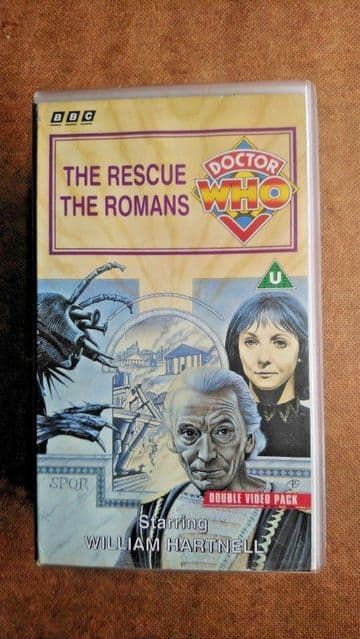 BBC
THE RESCUE
THE ROMANS
DOCTOR
WHO
U
SPQR
DOUBLE VIDEO PACK
Starring
WILLIAM HARTNELL